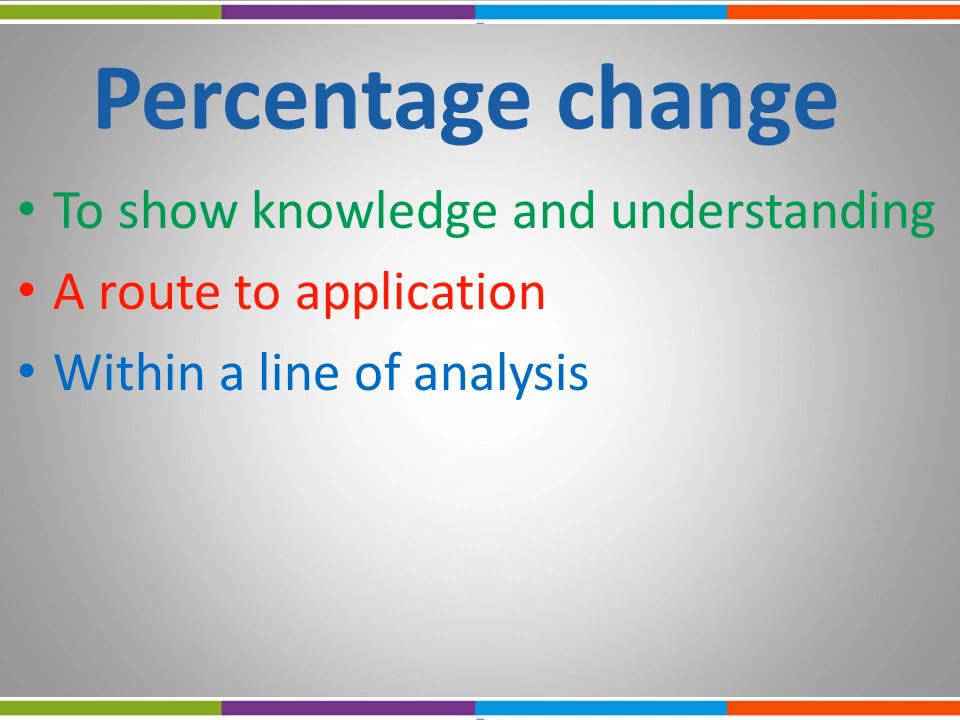 Percentage change
• To show knowledge and understanding
• A route to application
• Within a line of analysis